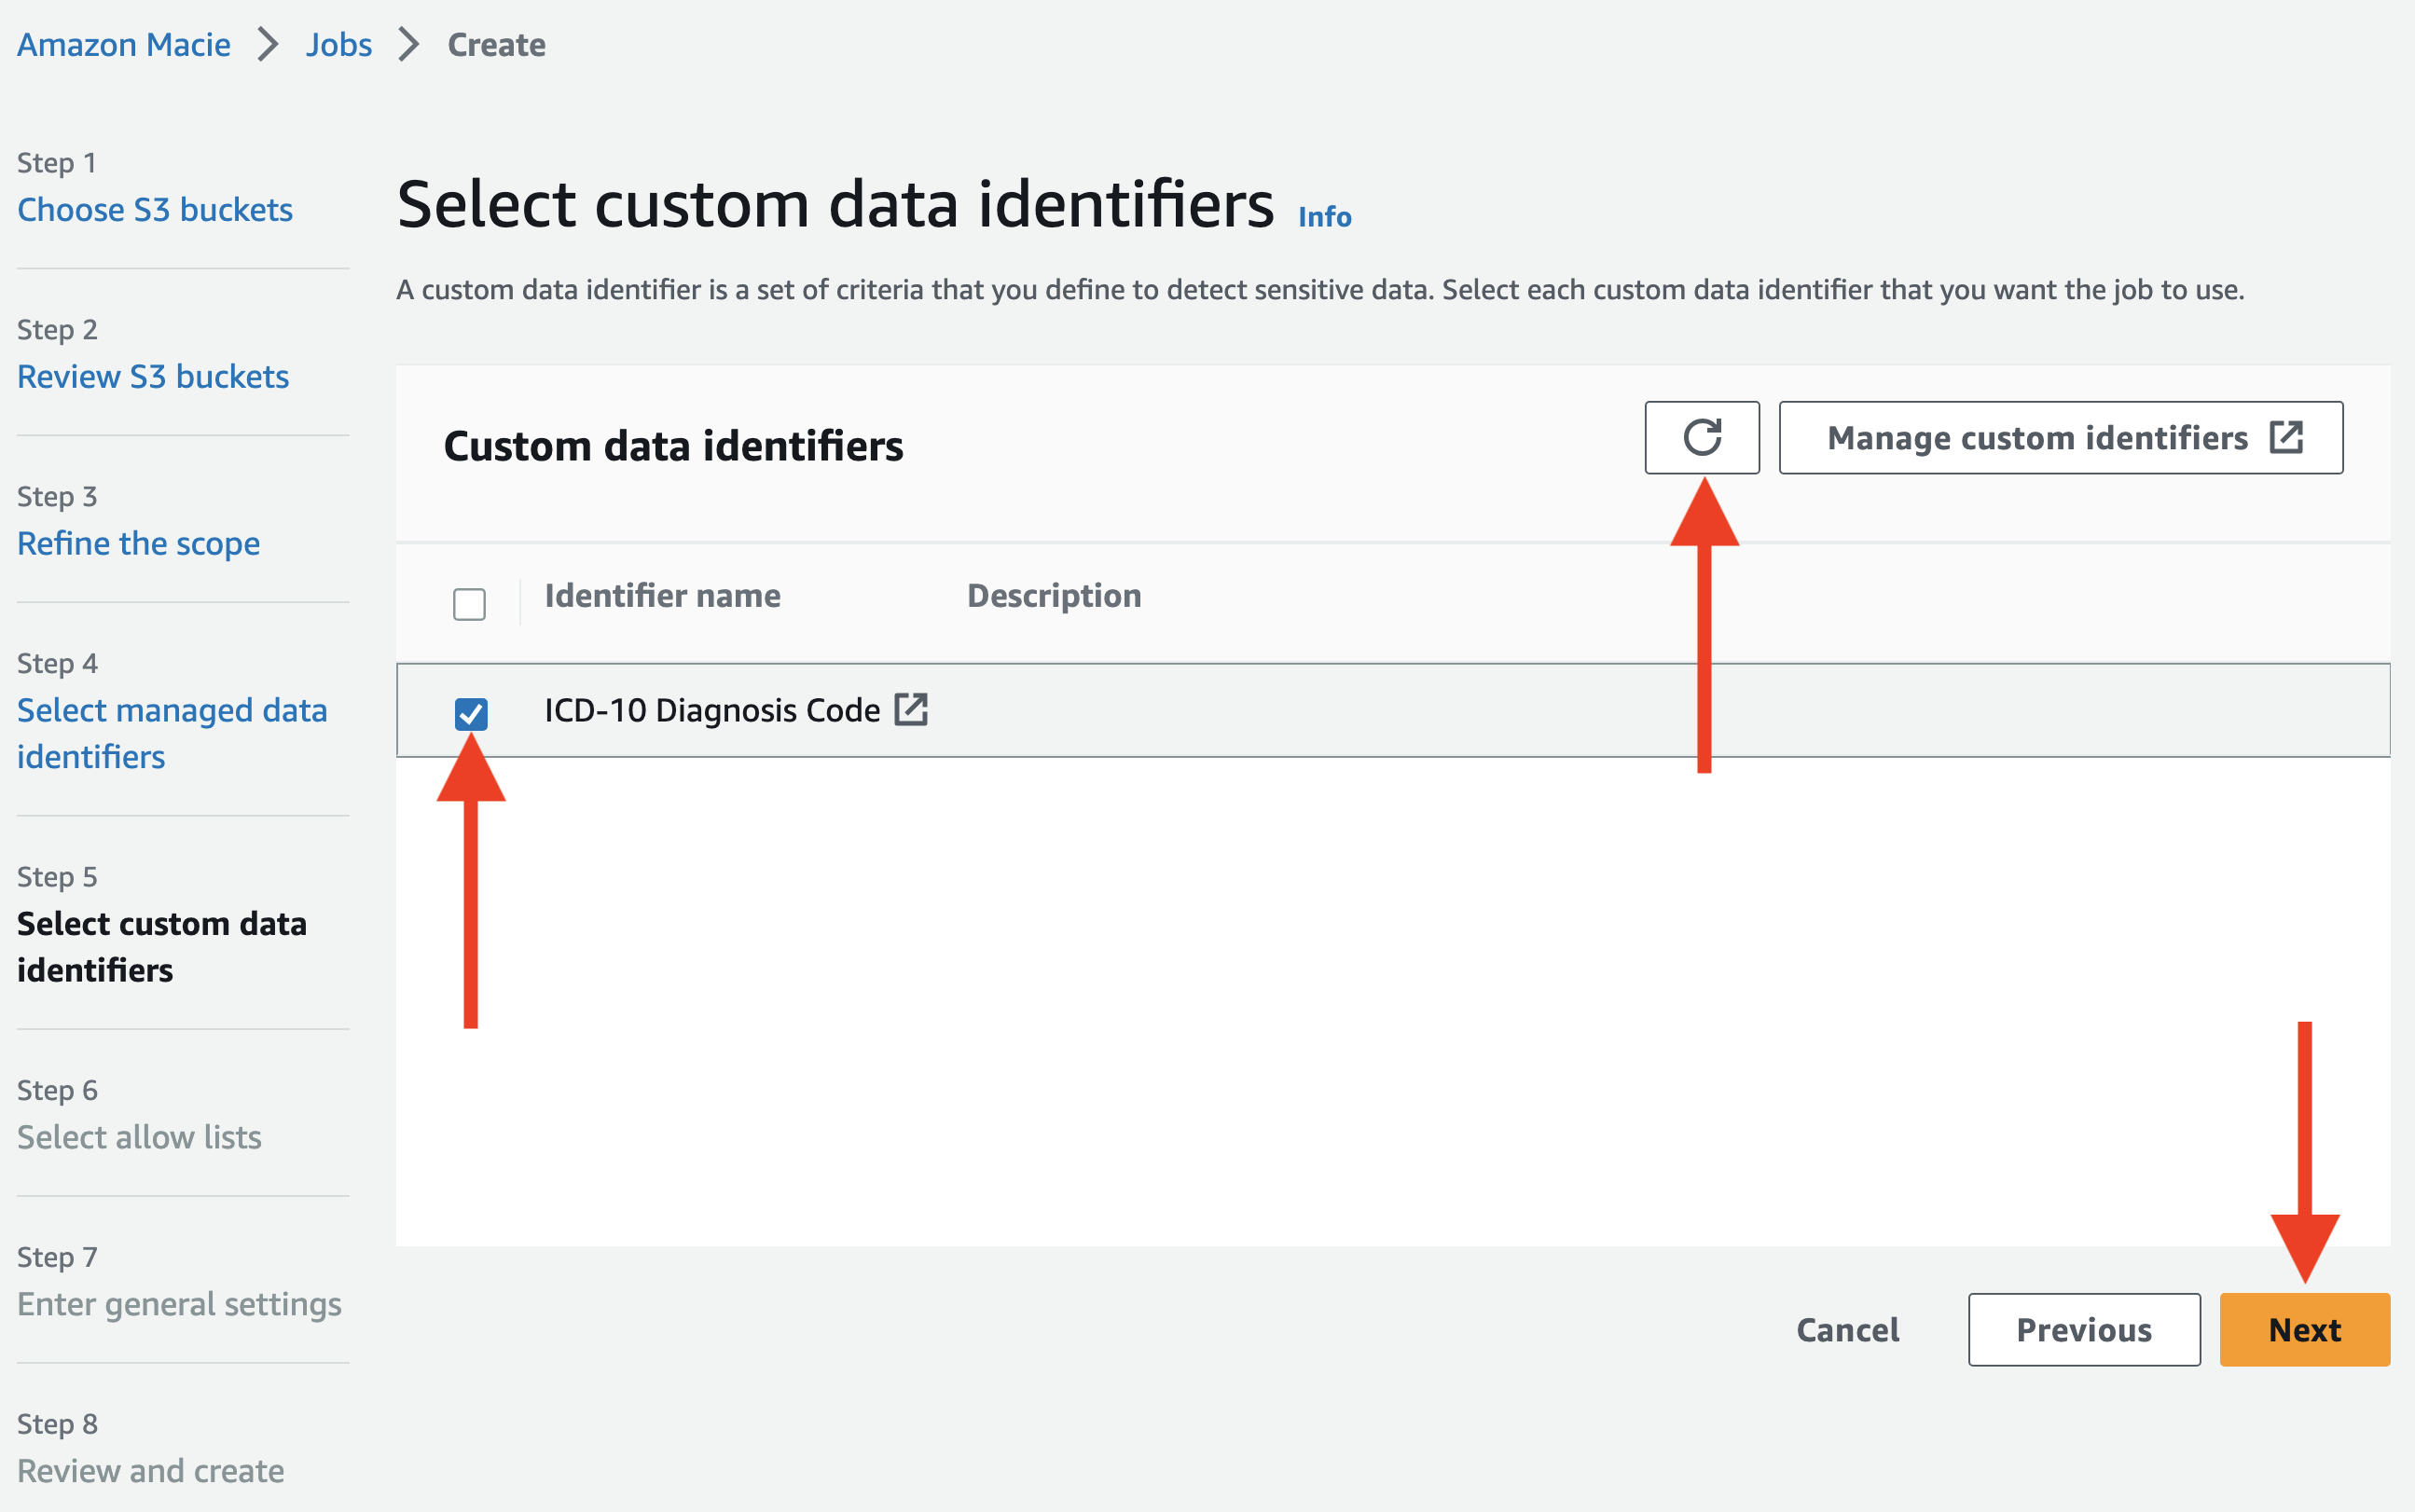 Amazon Macie > Jobs > Create
Step 1
Choose S3 buckets
Step 2
Review S3 buckets
Step 3
Refine the scope
Step 4
Select managed data
identifiers
Step 5
Select custom data
identifiers
Step 6
Select allow lists
Step 7
Enter general settings
Step 8
Review and create
Select custom data identifiers Info
A custom data identifier is a set of criteria that you define to detect sensitive data. Select each custom data identifier that you want the job to use.
Custom data identifiers
Manage custom identifiers
Identifier name Description
ICD-10 Diagnosis Code
Cancel Previous Next